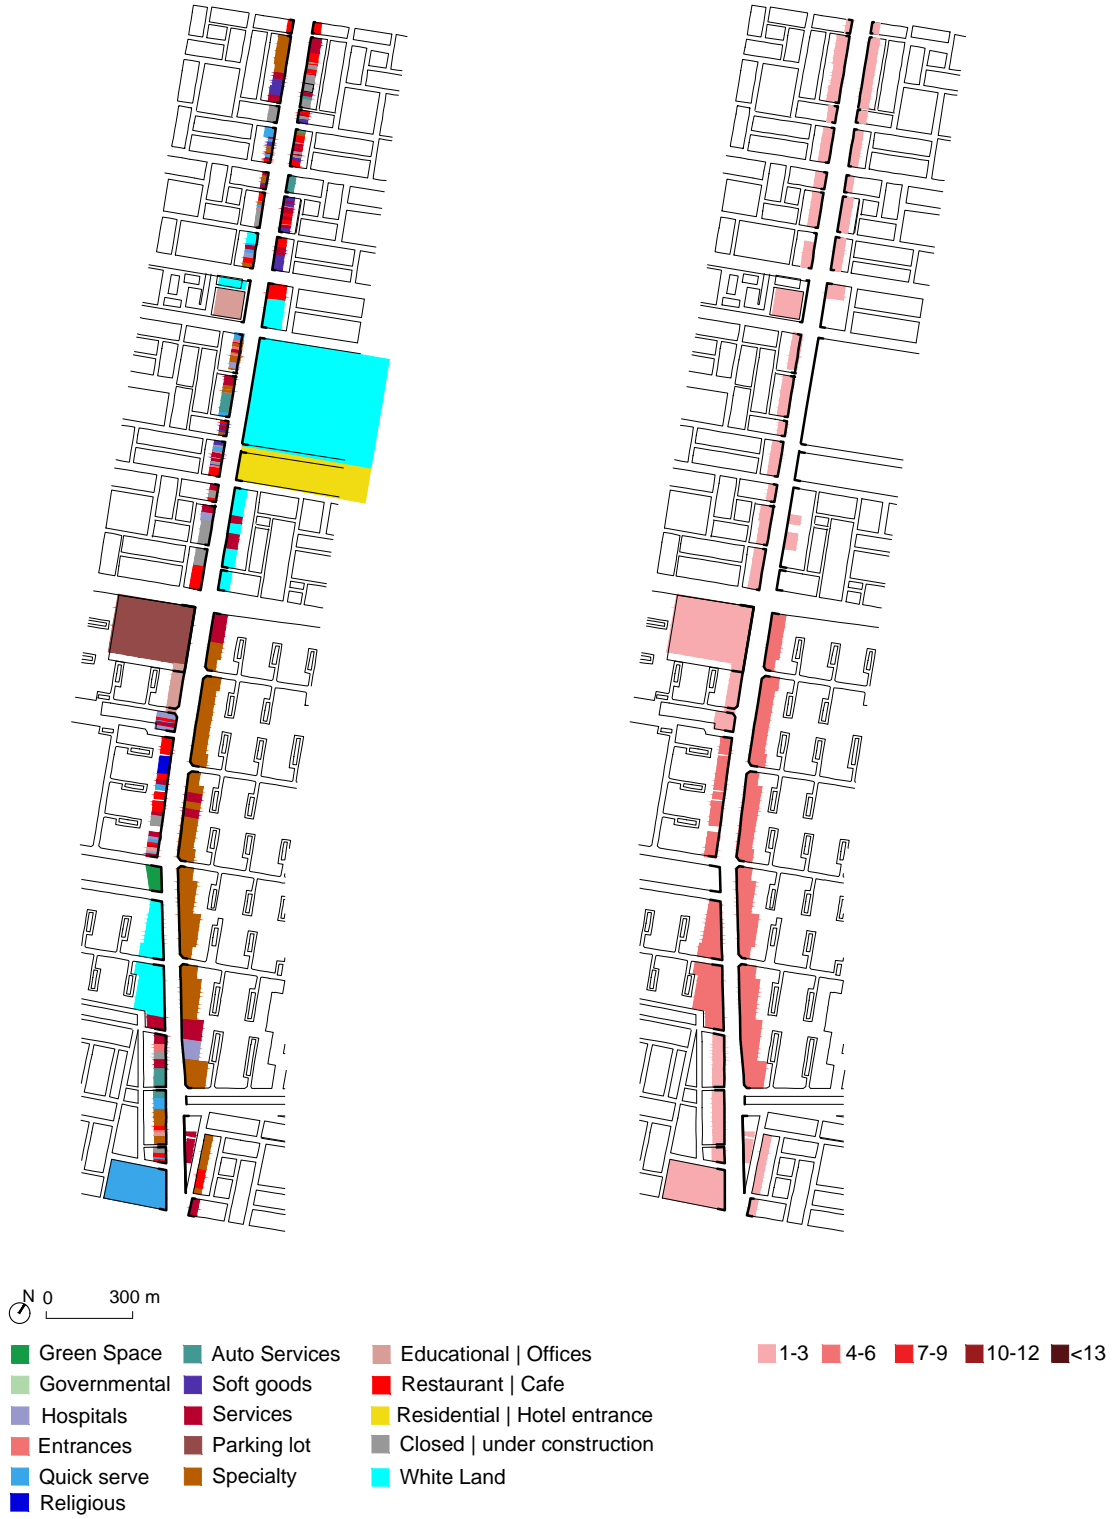 N 0 300 m
Green Space
Governmental
Hospitals
Entrances
Quick serve
Religious
Auto Services
Soft goods
Services
Parking lot
Specialty
Educational | Offices
Restaurant | Cafe
Residential | Hotel entrance
Closed | under construction
White Land
1-3 4-6 7-9 10-12 <13